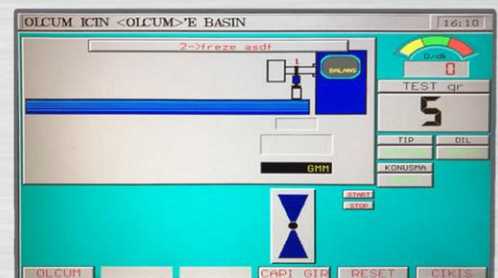 OLCUM ICIN <OLCUM>'E BASIN
16:10
2->freze asdf
1
BALANS
D/dk
0
TEST gr
5
TIP
DIL
KONUSMA
GMM
START
STOP
OLCUM
CAPI GIR
RESET
CIKIS